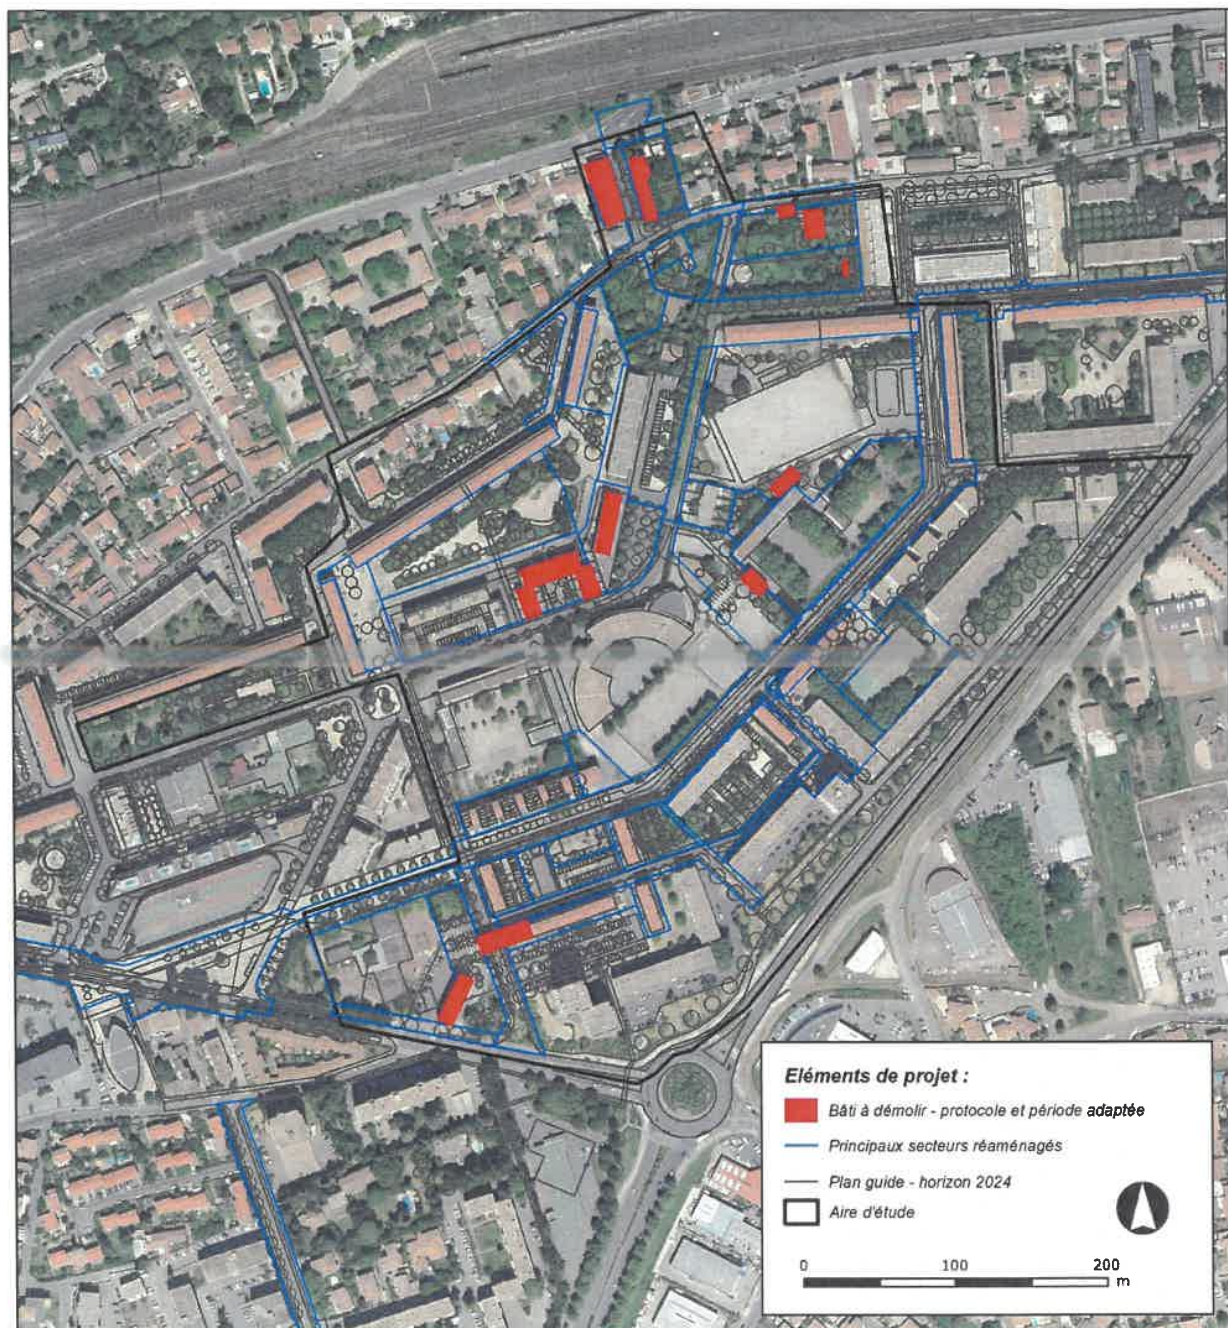 Eléments de projet :
Bâti à démolir - protocole et période adaptée
Principaux secteurs réaménagés
Plan guide - horizon 2024
Aire d'étude
0 100 200
m